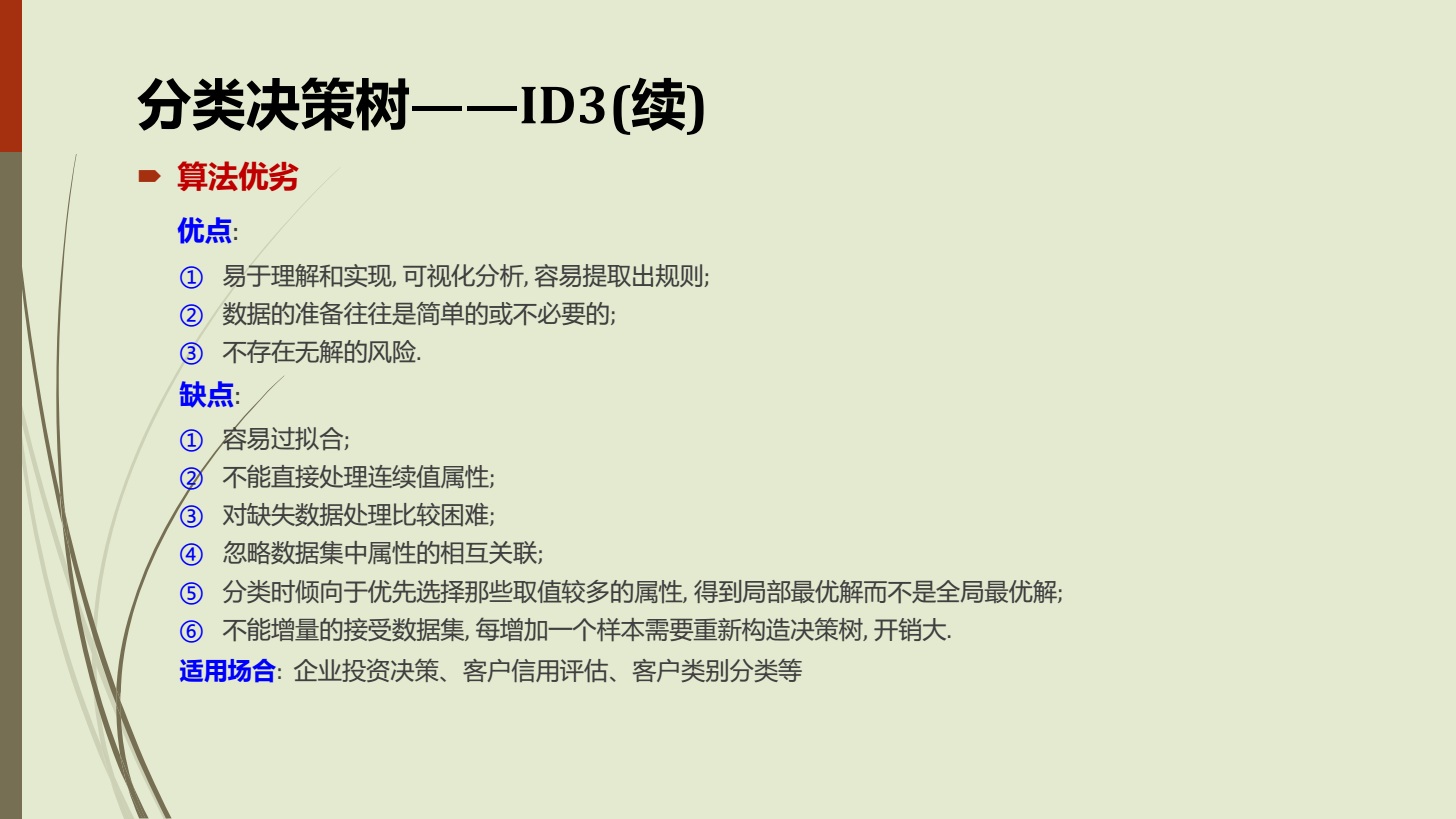 分类决策树——ID3(续)
算法优劣
优点:
① 易于理解和实现, 可视化分析, 容易提取出规则;
② 数据的准备往往是简单的或不必要的;
③ 不存在无解的风险.
缺点:
① 容易过拟合;
② 不能直接处理连续值属性;
③ 对缺失数据处理比较困难;
④ 忽略数据集中属性的相互关联;
⑤ 分类时倾向于优先选择那些取值较多的属性, 得到局部最优解而不是全局最优解;
⑥ 不能增量的接受数据集, 每增加一个样本需要重新构造决策树, 开销大.
适用场合: 企业投资决策、客户信用评估、客户类别分类等